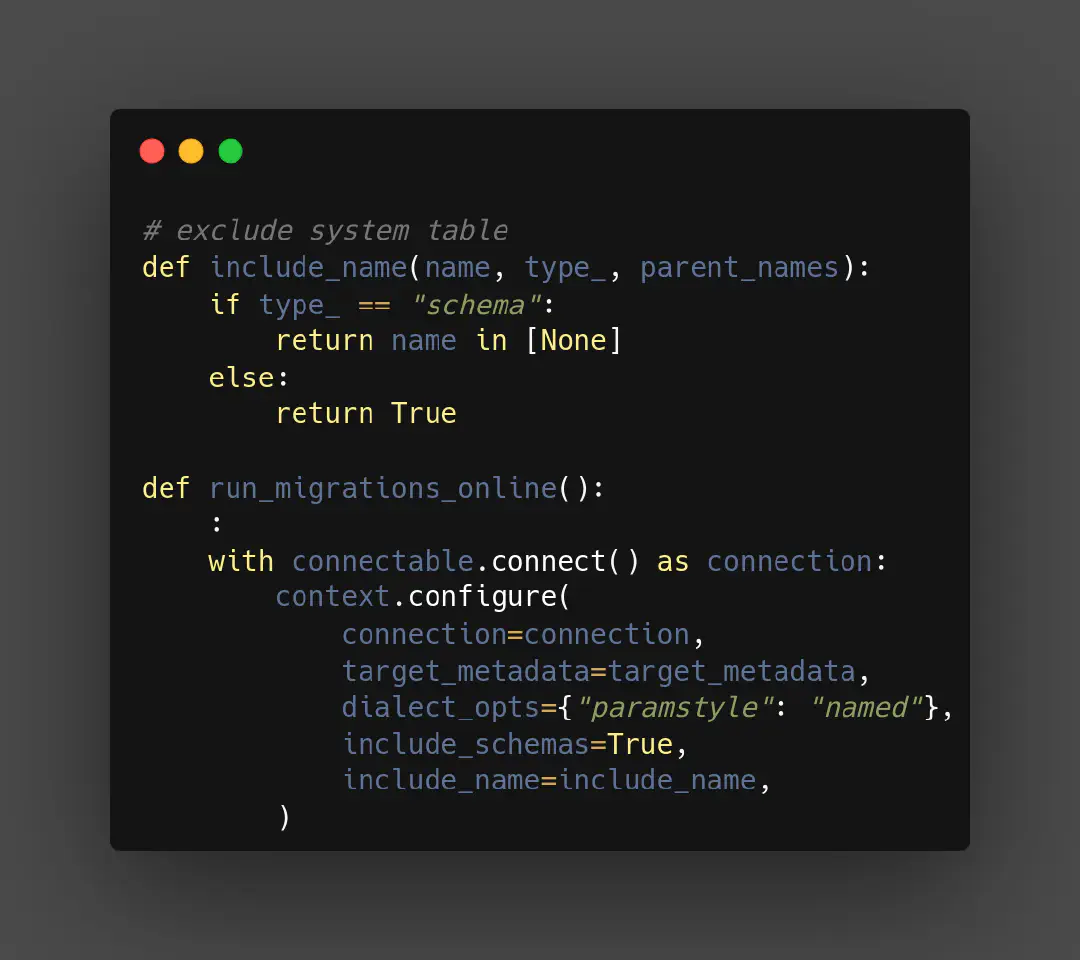 # exclude system table
def include_name(name, type_, parent_names):
    if type_ == "schema":
        return name in [None]
    else:
        return True

def run_migrations_online():
    :
    with connectable.connect() as connection:
        context.configure(
            connection=connection,
            target_metadata=target_metadata,
            dialect_opts={"paramstyle": "named"},
            include_schemas=True,
            include_name=include_name,
        )